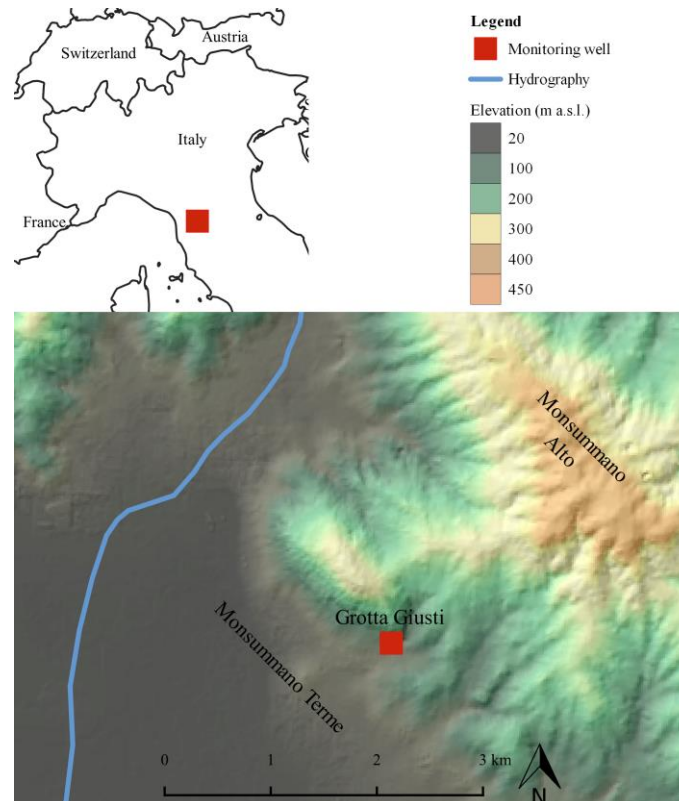 Switzerland
Austria
Italy
France
Legend
Monitoring well
Hydrography
Elevation (m a.s.l.)
20
100
200
300
400
450
Monsummano
Alto
Grotta Giusti
Monsummano Terme
0
1
2
3 km
N